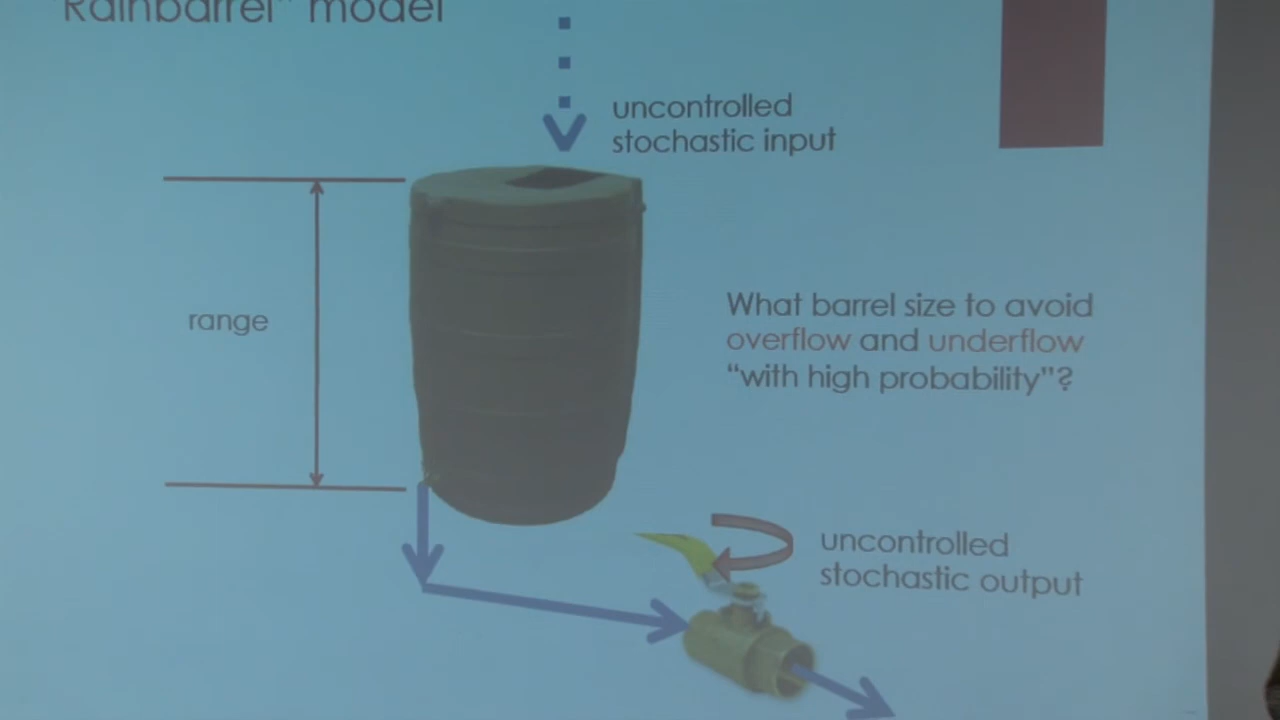 "Rainbarrel" model
uncontrolled
stochastic input
range
What barrel size to avoid
overflow and underflow
"with high probability"?
uncontrolled
stochastic output